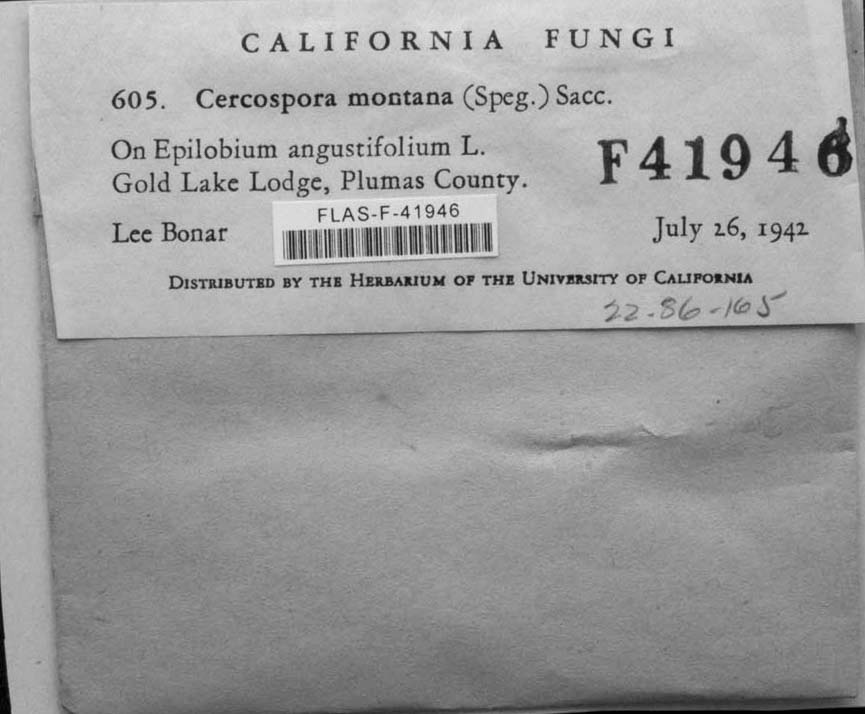 CALIFORNIA FUNGI
605. Cercospora montana (Speg.) Sacc.
On Epilobium angustifolium L.
Gold Lake Lodge, Plumas County.
F41946
Lee Bonar
FLAS-F-41946
July 26, 1942
Distributed by the Herbarium of the University of California
22-86-165